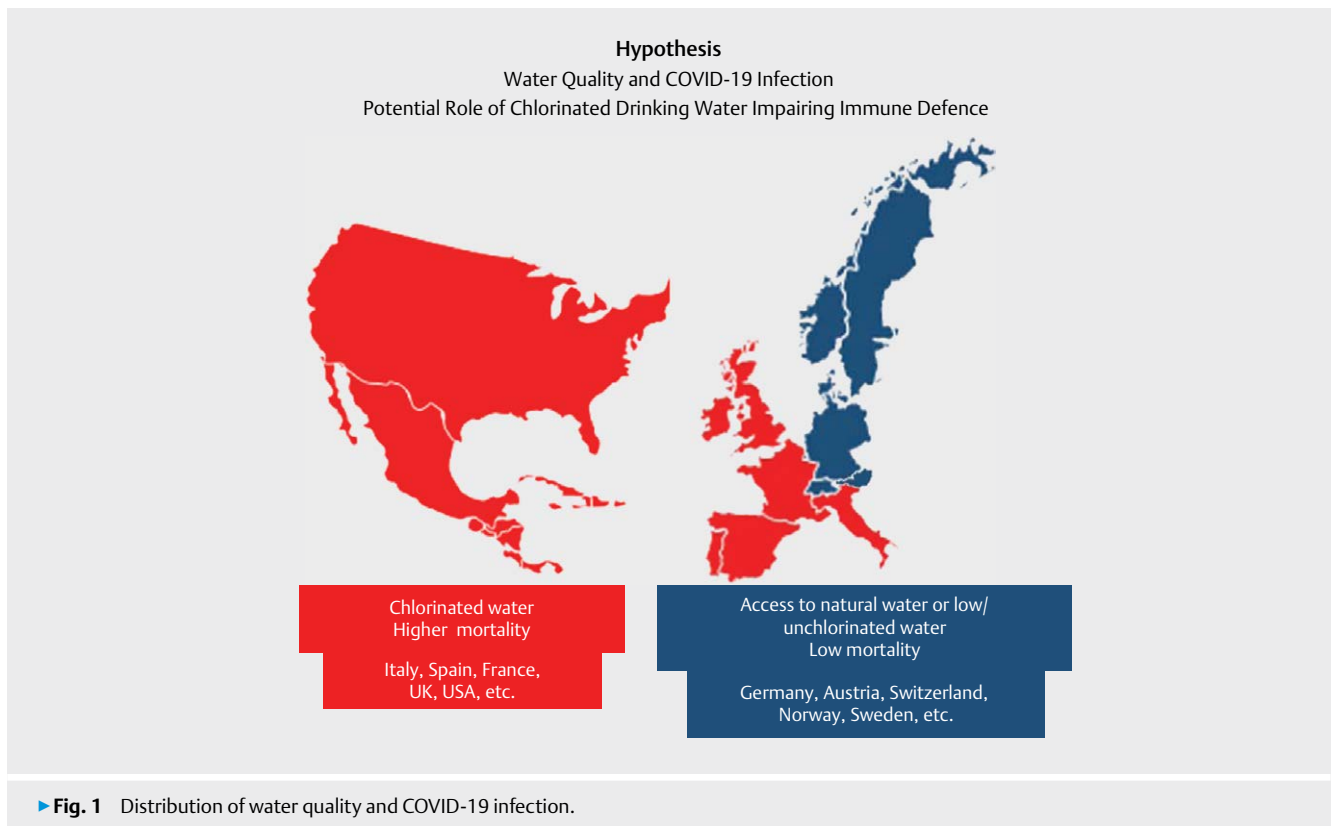 Hypothesis
Water Quality and COVID-19 Infection
Potential Role of Chlorinated Drinking Water Impairing Immune Defence
Chlorinated water
Higher mortality
Italy, Spain, France,
UK, USA, etc.
Access to natural water or low/
unchlorinated water
Low mortality
Germany, Austria, Switzerland,
Norway, Sweden, etc.
▶Fig. 1 Distribution of water quality and COVID-19 infection.